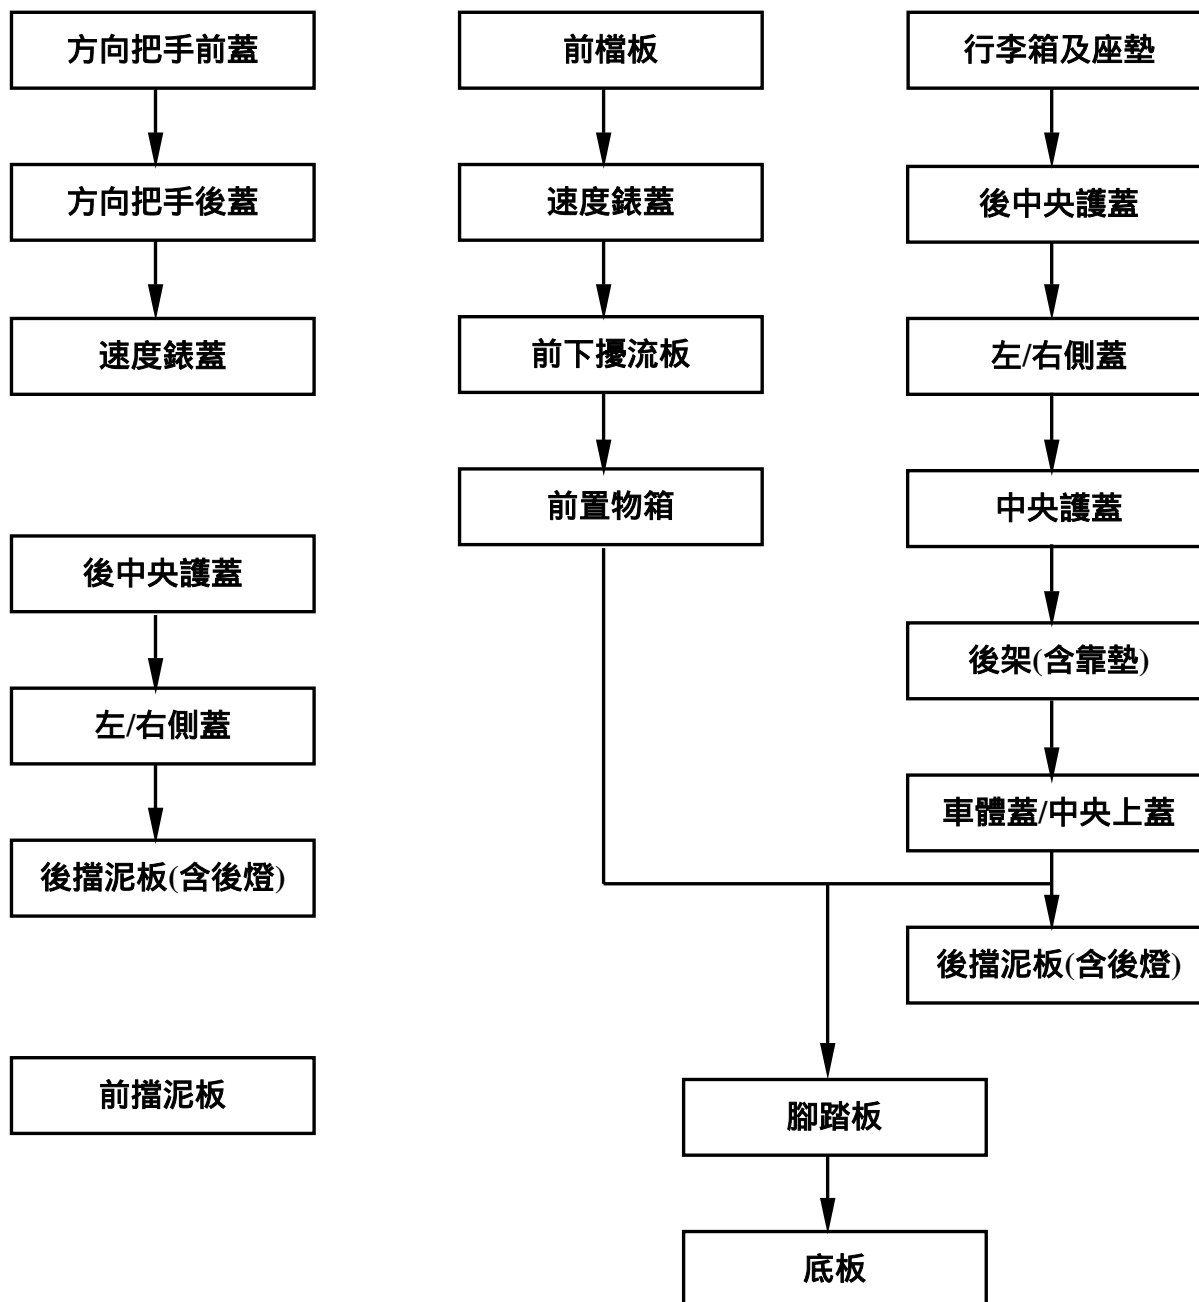 方向把手前蓋
方向把手後蓋
速度錶蓋
後中央護蓋
左/右側蓋
後擋泥板(含後燈)
前擋泥板
前檔板
速度錶蓋
前下擾流板
前置物箱
行李箱及座墊
後中央護蓋
左/右側蓋
中央護蓋
後架(含靠墊)
車體蓋/中央上蓋
後擋泥板(含後燈)
腳踏板
底板